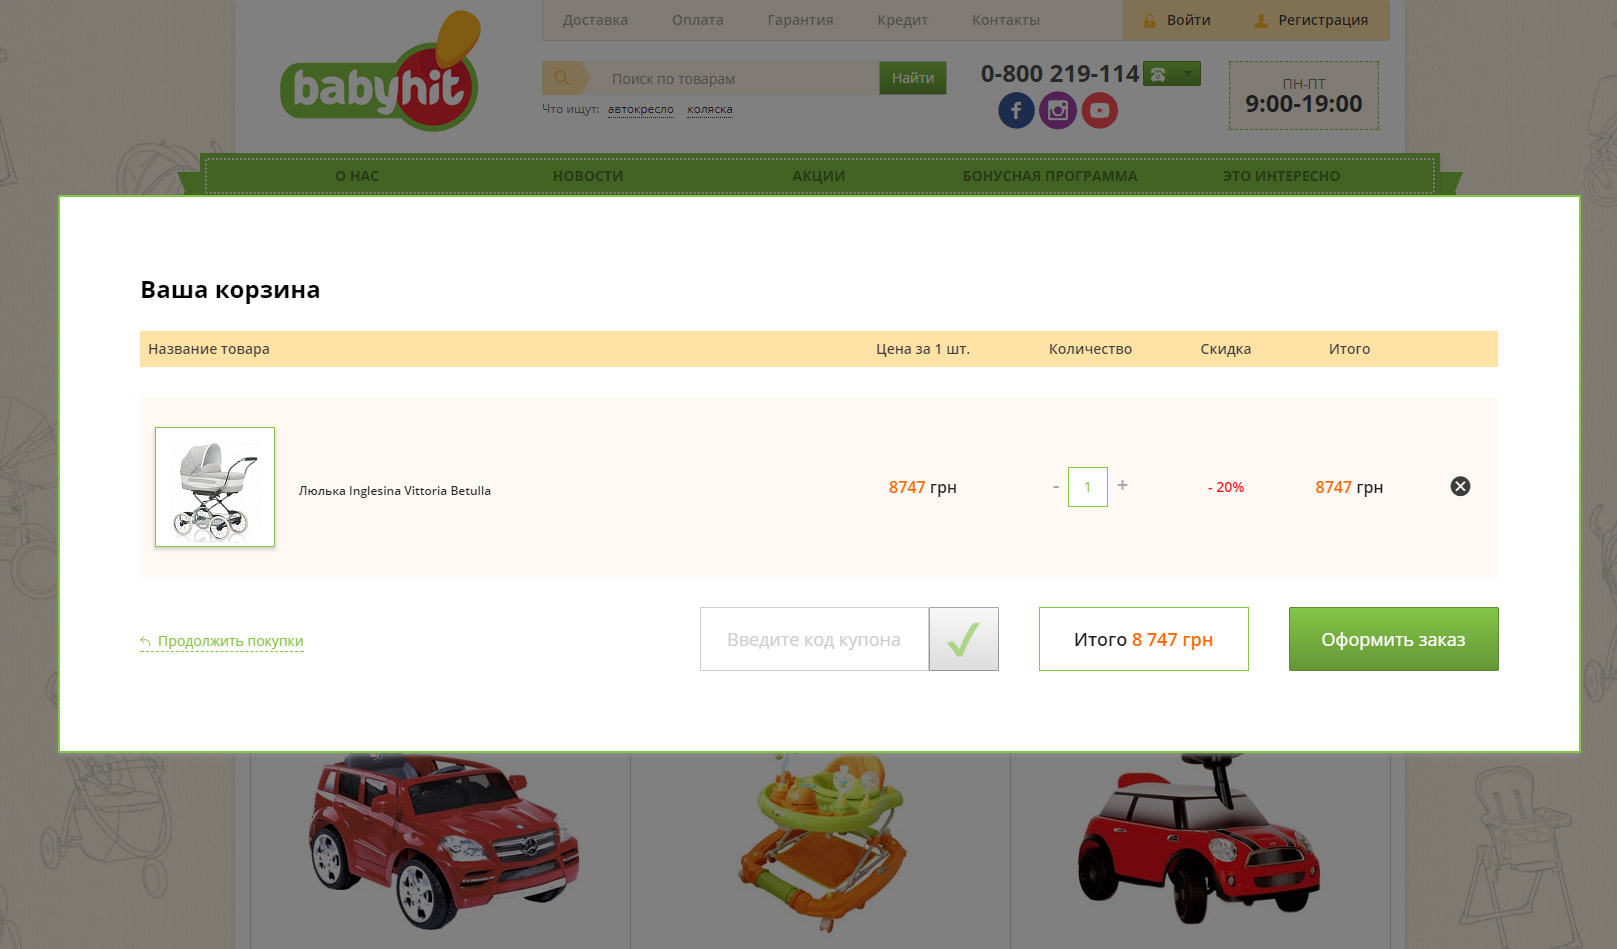 Доставка Оплата Гарантия Кредит Контакты Войти Регистрация
babyhit
Поиск по товарам Найти
0-800 219-114
ПН-ПТ
9:00-19:00
Что ищут: автокресло коляска
О НАС НОВОСТИ АКЦИИ БОНУСНАЯ ПРОГРАММА ЭТО ИНТЕРЕСНО
Ваша корзина
Название товара Цена за 1 шт. Количество Скидка Итого
Люлька Inglesina Vittoria Betulla 8747 грн - 1 + - 20% 8747 грн
Продолжить покупки Введите код купона Итого 8 747 грн Оформить заказ